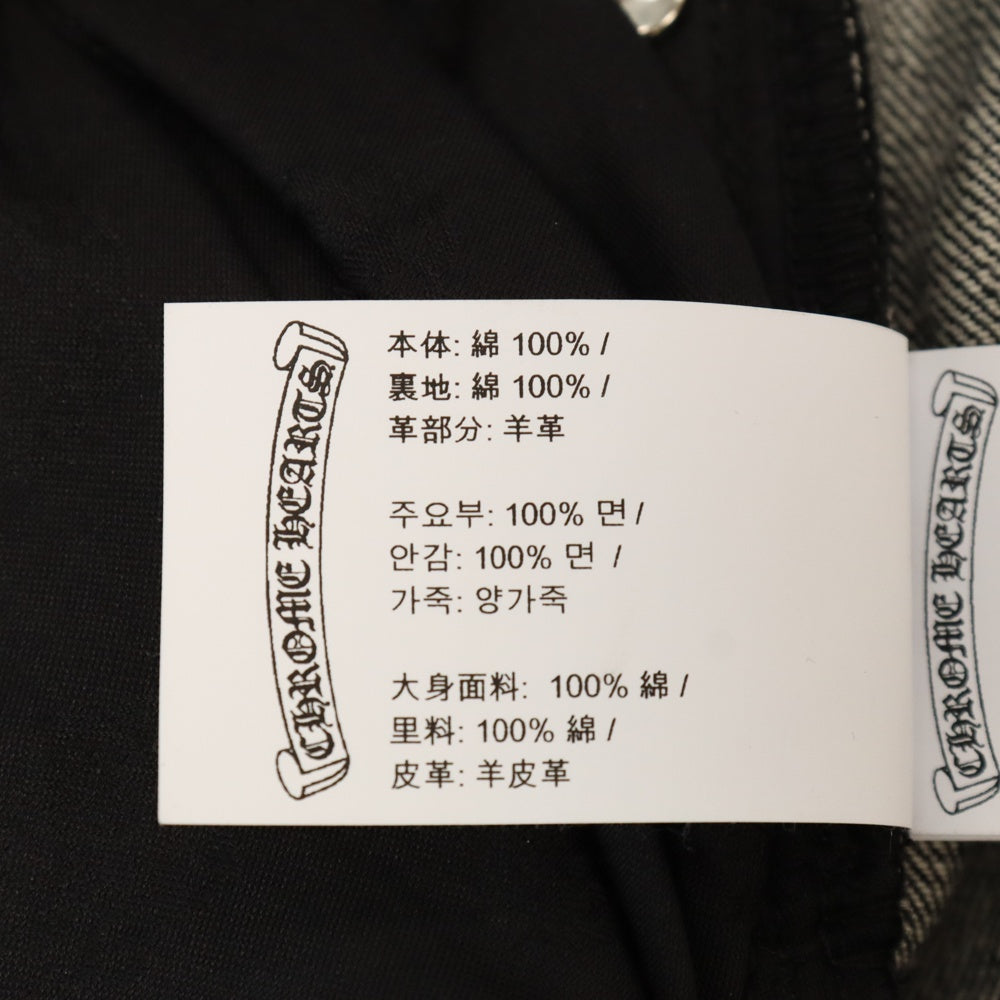 CHROME HEARTS
本体: 綿 100% /
裏地: 綿 100% /
革部分: 羊革
주요부: 100% 면 /
안감: 100% 면 /
가죽: 양가죽
大身面料: 100% 綿 /
里料: 100% 綿 /
皮革: 羊皮革
CHROME HEARTS